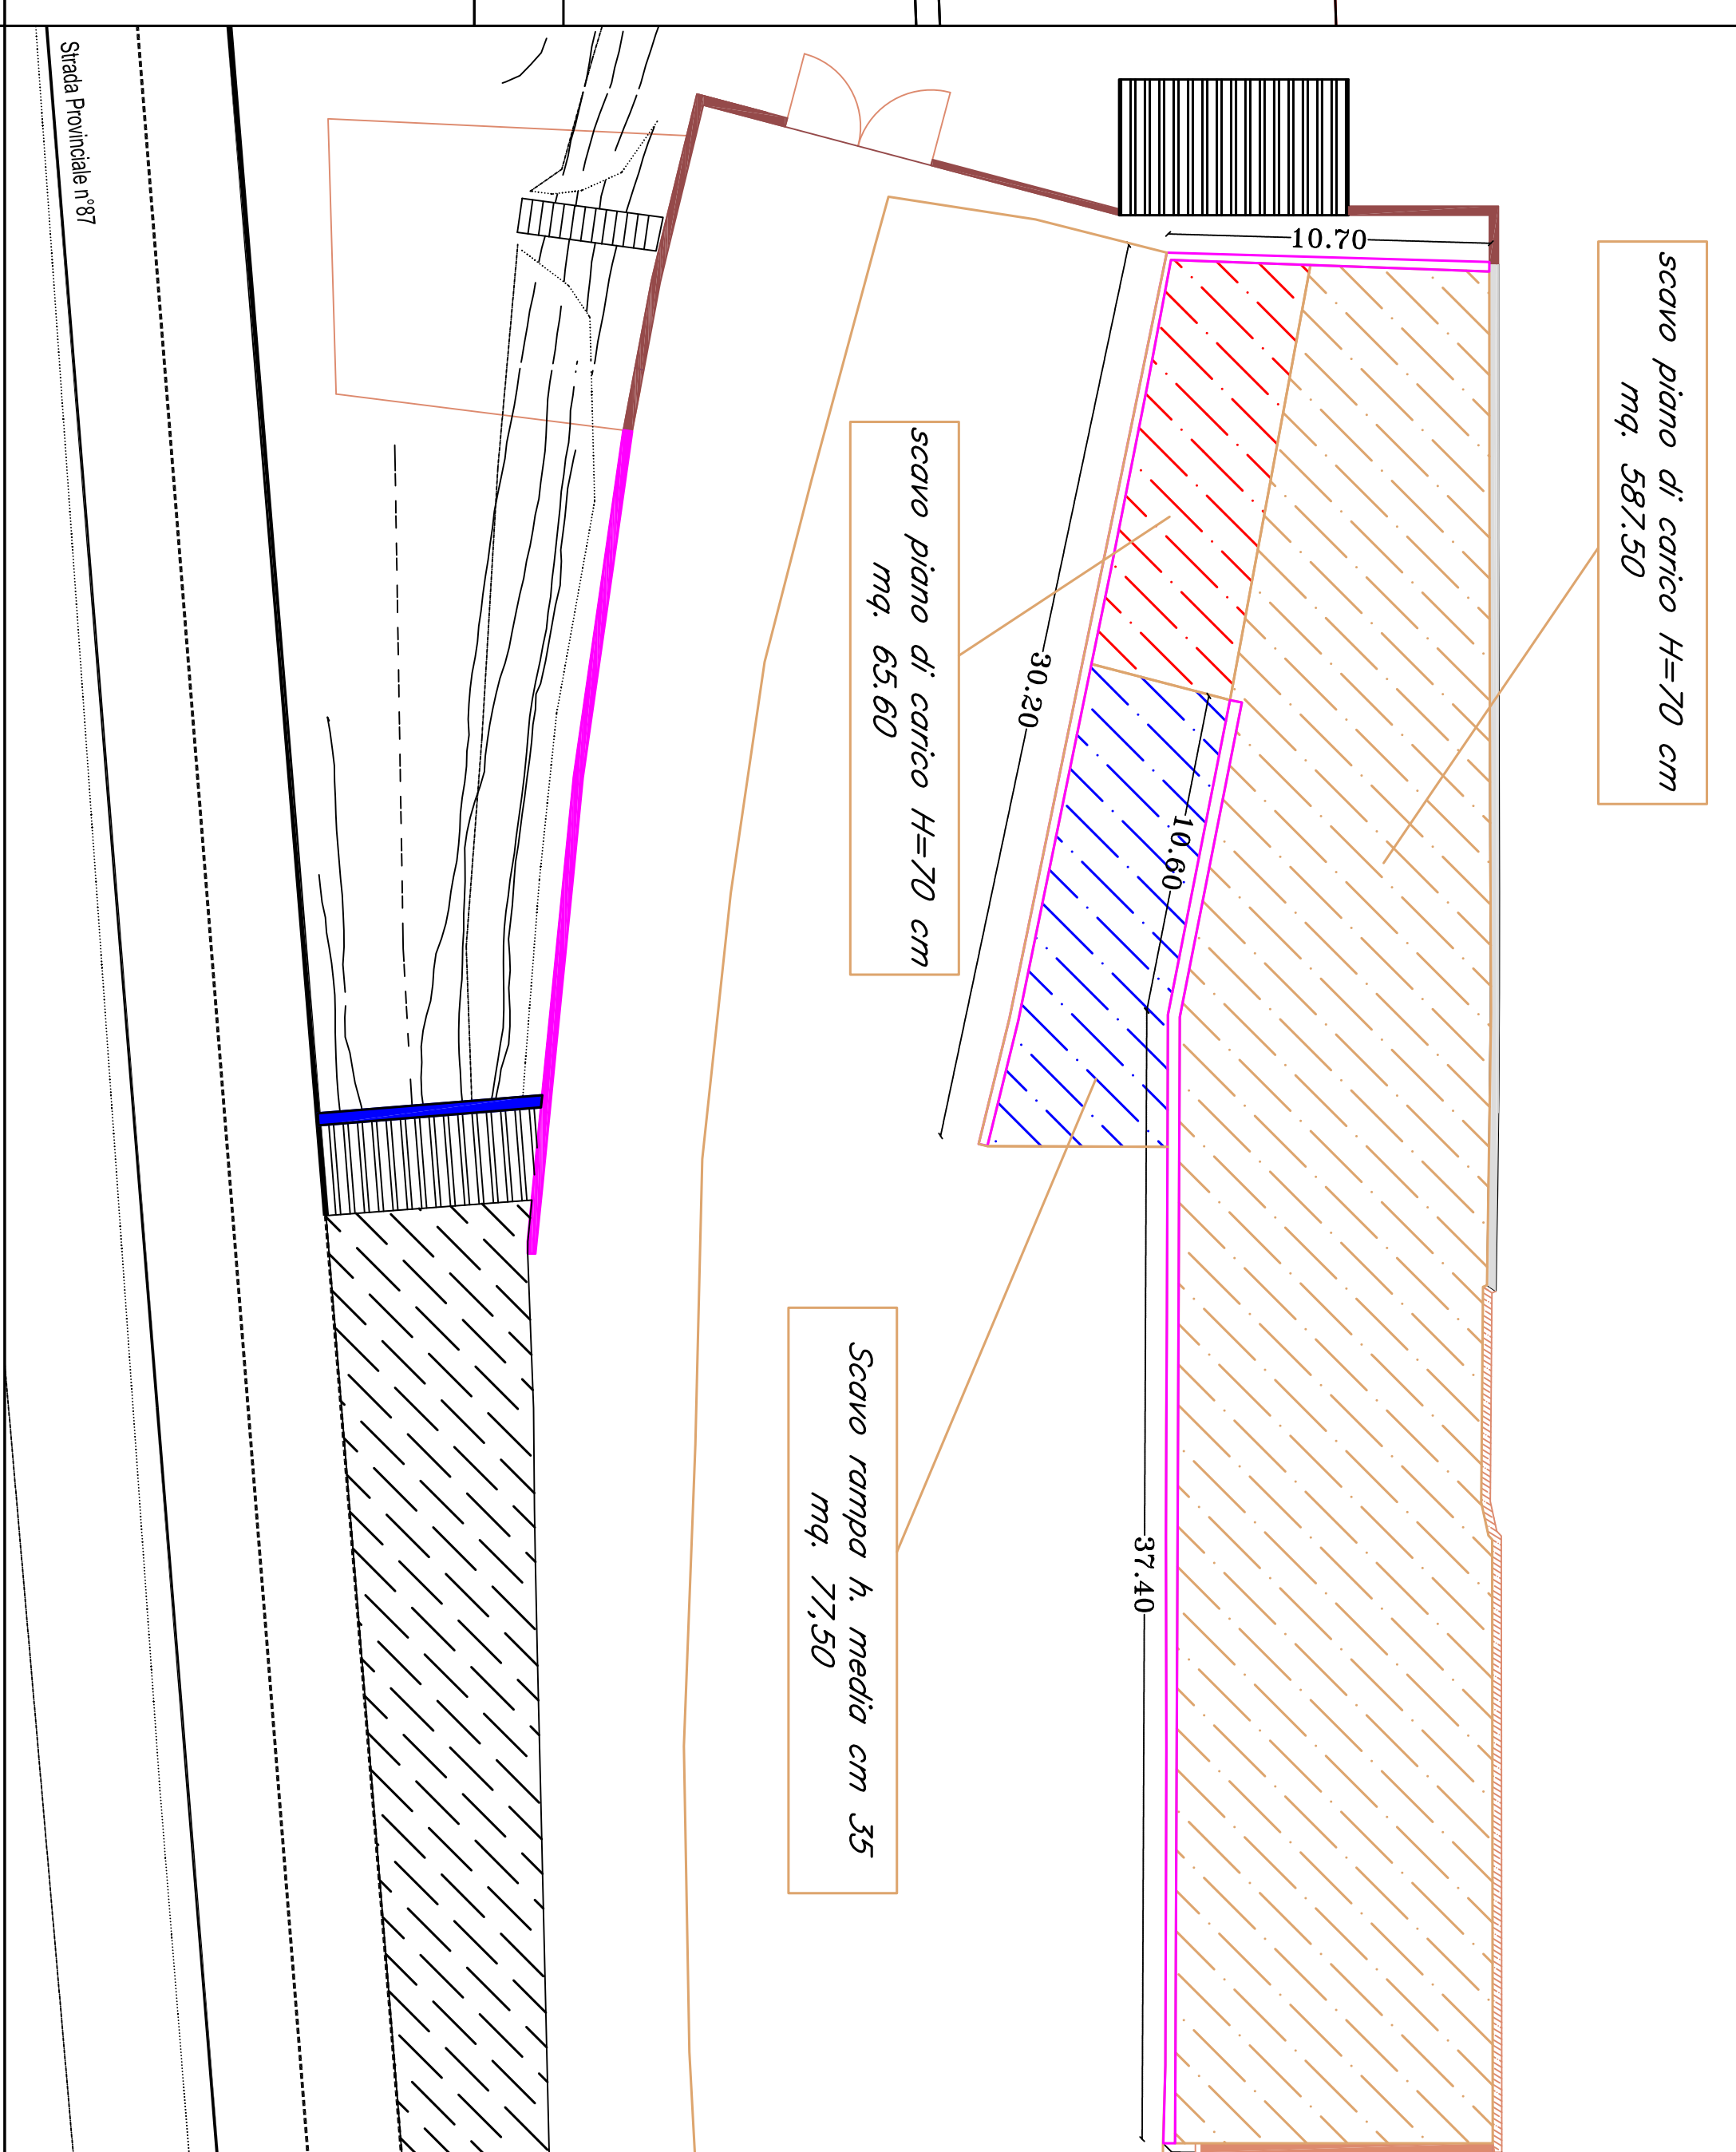 Strada Provinciale n°87
10.70
scavo piano di carico H=70 cm
mq. 587.50
scavo piano di carico H=70 cm
mq. 65.60
30.20
10.60
Scavo rampa h. media cm 35
mq. 77,50
37.40